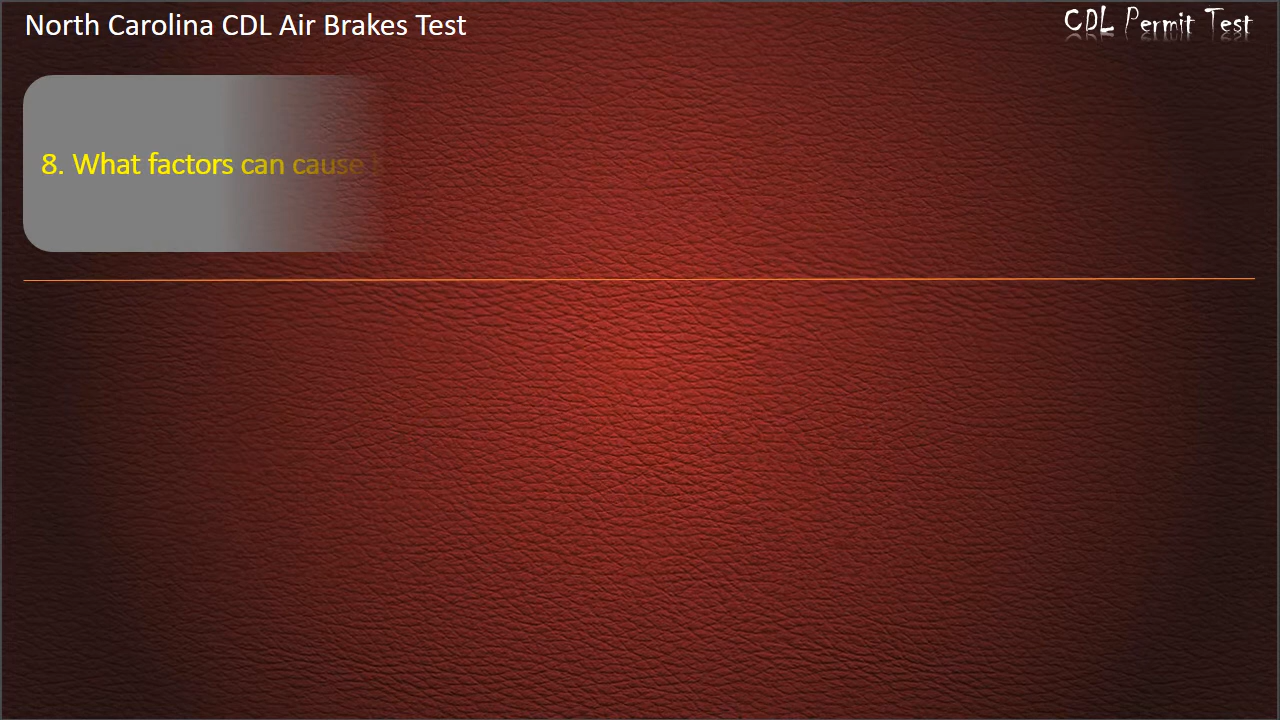 North Carolina CDL Air Brakes Test
CDL Permit Test
8. What factors can cause